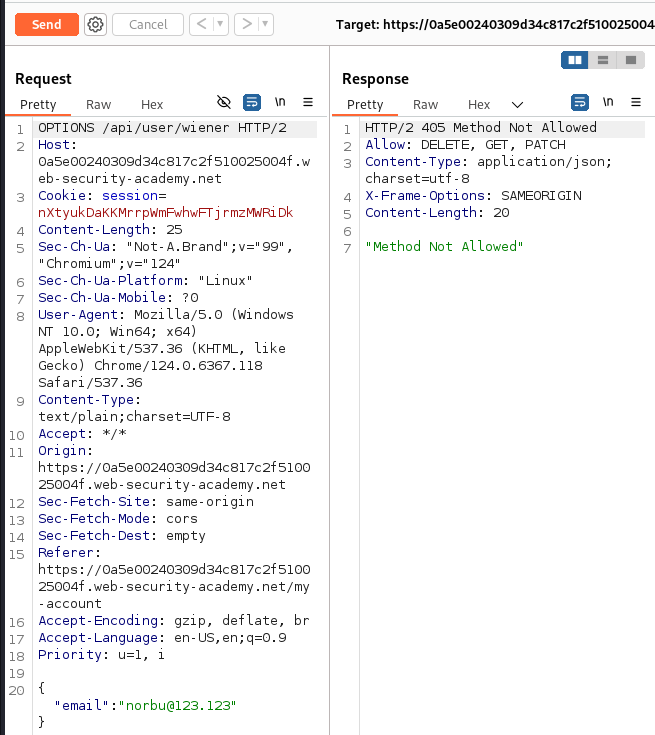 Send
Cancel
<
>
Target: https://0a5e00240309d34c817c2f510025004
Request
Response
Pretty Raw Hex \n
Pretty Raw Hex \n
1 OPTIONS /api/user/wiener HTTP/2
2 Host:
0a5e00240309d34c817c2f510025004f.w
eb-security-academy.net
3 Cookie: session=
nXtyukDaKKMrrpWmFwhwFTjrmzMWRiDk
4 Content-Length: 25
5 Sec-Ch-Ua: "Not-A.Brand";v="99",
"Chromium";v="124"
6 Sec-Ch-Ua-Platform: "Linux"
7 Sec-Ch-Ua-Mobile: ?0
8 User-Agent: Mozilla/5.0 (Windows
NT 10.0; Win64; x64)
AppleWebKit/537.36 (KHTML, like
Gecko) Chrome/124.0.6367.118
Safari/537.36
9 Content-Type:
text/plain;charset=UTF-8
10 Accept: */*
11 Origin:
https://0a5e00240309d34c817c2f5100
25004f.web-security-academy.net
12 Sec-Fetch-Site: same-origin
13 Sec-Fetch-Mode: cors
14 Sec-Fetch-Dest: empty
15 Referer:
https://0a5e00240309d34c817c2f5100
25004f.web-security-academy.net/my
-account
16 Accept-Encoding: gzip, deflate, br
17 Accept-Language: en-US,en;q=0.9
18 Priority: u=1, i
19
20 {
"email":"norbu@123.123"
}
1 HTTP/2 405 Method Not Allowed
2 Allow: DELETE, GET, PATCH
3 Content-Type: application/json;
charset=utf-8
4 X-Frame-Options: SAMEORIGIN
5 Content-Length: 20
6
7 "Method Not Allowed"